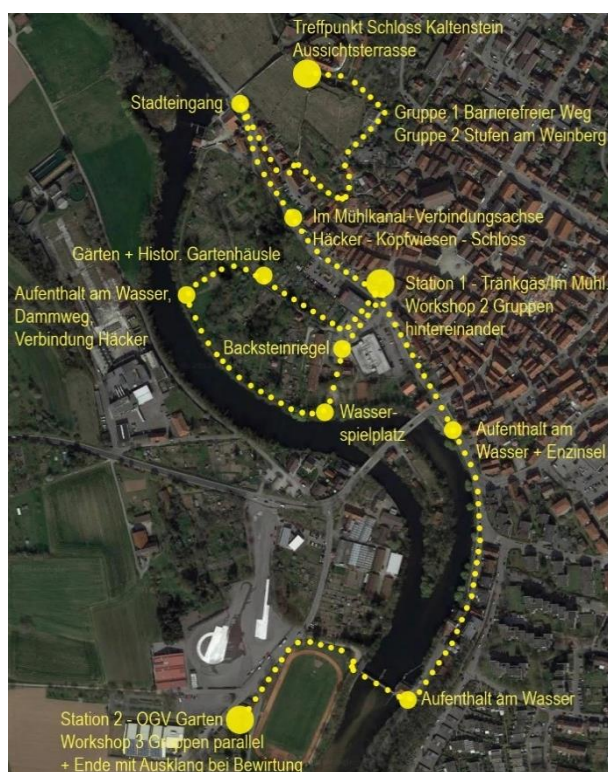 Treffpunkt Schloss Kaltenstein
Aussichtsterrasse
Stadteingang
Gruppe 1 Barrierefreier Weg
Gruppe 2 Stufen am Weinberg
Im Mühlkanal+Verbindungsachse
Häcker - Köpfwiesen - Schloss
Gärten + Histor. Gartenhäusle
Aufenthalt am Wasser,
Dammweg,
Verbindung Häcker
Station 1 - Tränkgäs/Im Mühl.
Workshop 2 Gruppen
hintereinander
Backsteinriegel
Wasser-
spielplatz
Aufenthalt am
Wasser + Enzinsel
Aufenthalt am Wasser
Station 2 - OGV Garten
Workshop 3 Gruppen parallel
+ Ende mit Ausklang bei Bewirtung